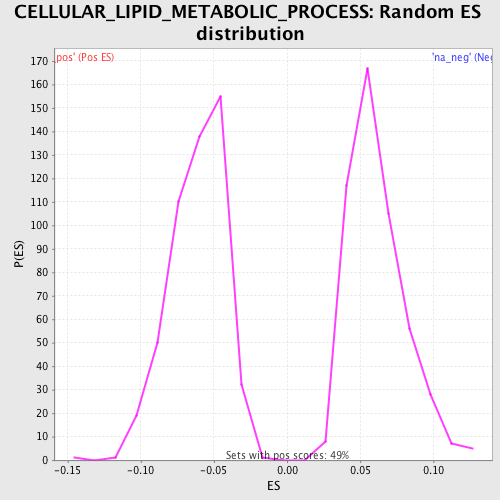 CELLULAR_LIPID_METABOLIC_PROCESS: Random ES
distribution
pos' (Pos ES)
'na_neg' (Neg
170
160
150
140
130
120
110
100
90
80
70
60
50
40
30
20
10
0
P(ES)
Sets with pos scores: 49%
-0.15 -0.10 -0.05 0.00 0.05 0.10
ES